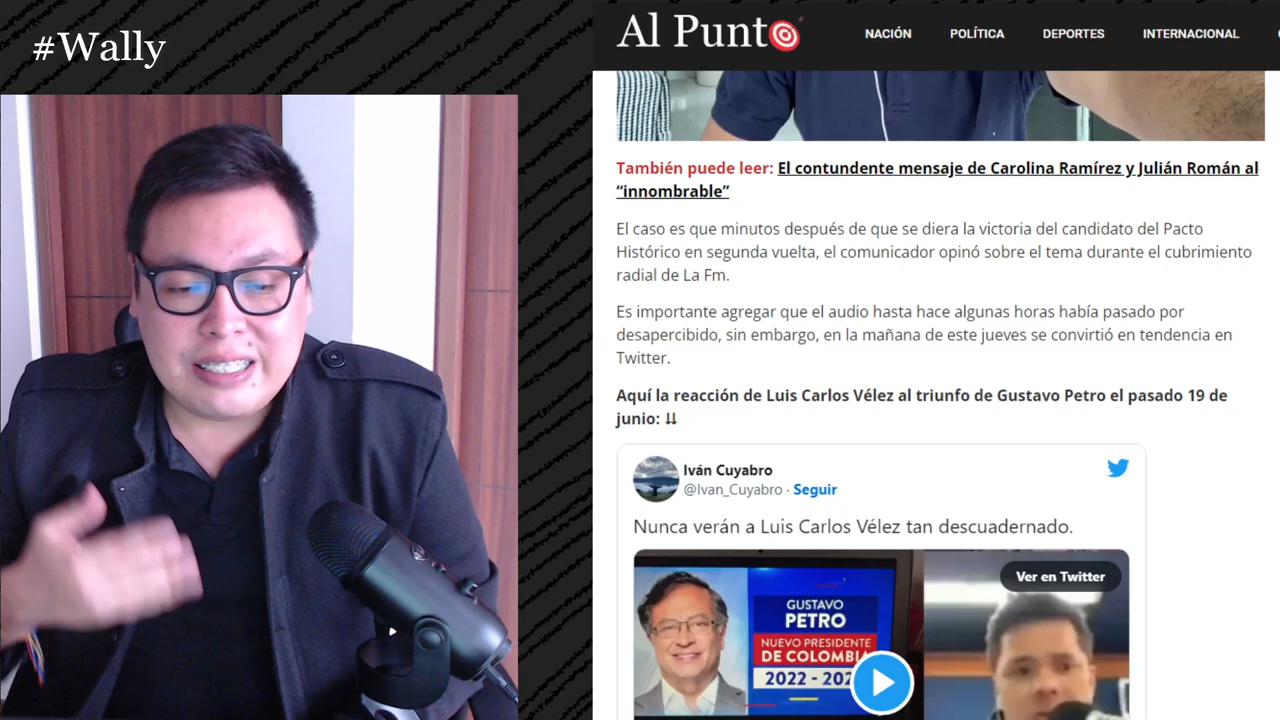 #Wally
Al Punto
NACIÓN POLÍTICA DEPORTES INTERNACIONAL
También puede leer: El contundente mensaje de Carolina Ramírez y Julián Román al
“innombrable”
El caso es que minutos después de que se diera la victoria del candidato del Pacto
Histórico en segunda vuelta, el comunicador opinó sobre el tema durante el cubrimiento
radial de La Fm.
Es importante agregar que el audio hasta hace algunas horas había pasado por
desapercibido, sin embargo, en la mañana de este jueves se convirtió en tendencia en
Twitter.
Aquí la reacción de Luis Carlos Vélez al triunfo de Gustavo Petro el pasado 19 de
junio: ⇊
Iván Cuyabro
@Ivan_Cuyabro · Seguir
Nunca verán a Luis Carlos Vélez tan descuadernado.
Ver en Twitter
GUSTAVO
PETRO
NUEVO PRESIDENTE
DE COLOMBIA
2022 - 202